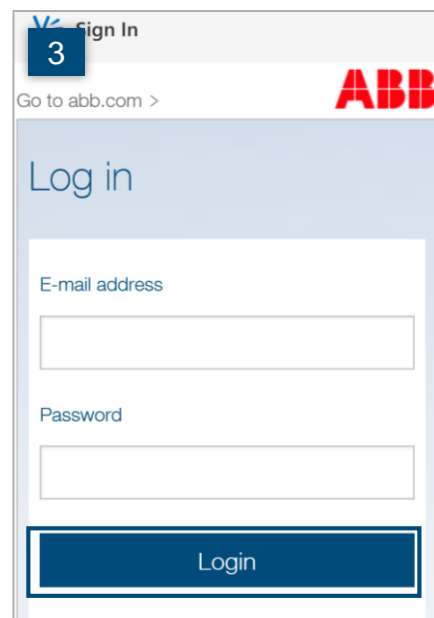 Sign In
3
Go to abb.com >
ABB
Log in
E-mail address
Password
Login